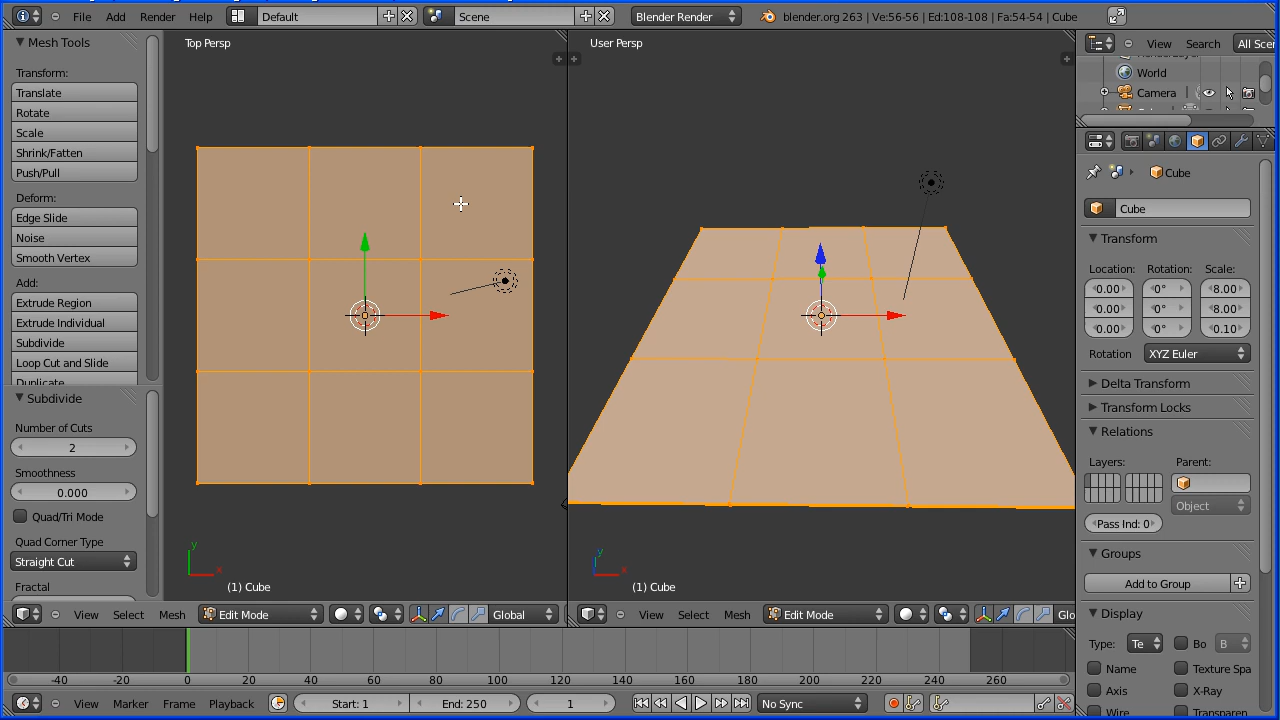 File Add Render Help Default Scene Blender Render blender.org 263 | Ve:56-56 | Ed:108-108 | Fa:54-54 | Cube
Mesh Tools
Transform:
Translate
Rotate
Scale
Shrink/Fatten
Push/Pull
Deform:
Edge Slide
Noise
Smooth Vertex
Add:
Extrude Region
Extrude Individual
Subdivide
Loop Cut and Slide
Duplicate
Subdivide
Number of Cuts
2
Smoothness
0.000
Quad/Tri Mode
Quad Corner Type
Straight Cut
Fractal
Top Persp
y
x
(1) Cube
View Select Mesh Edit Mode Global
User Persp
y
x
(1) Cube
View Select Mesh Edit Mode Glo
View Search All Scen
World
Camera
Cube
Cube
Transform
Location: Rotation: Scale:
0.00 0° 8.00
0.00 0° 8.00
0.00 0° 0.10
Rotation XYZ Euler
Delta Transform
Transform Locks
Relations
Layers: Parent:
Object
Pass Ind: 0
Groups
Add to Group
Display
Type: Te Bo B
Name Texture Spa
Axis X-Ray
Wire Transparen
-40 -20 0 20 40 60 80 100 120 140 160 180 200 220 240 260
View Marker Frame Playback Start: 1 End: 250 1 No Sync